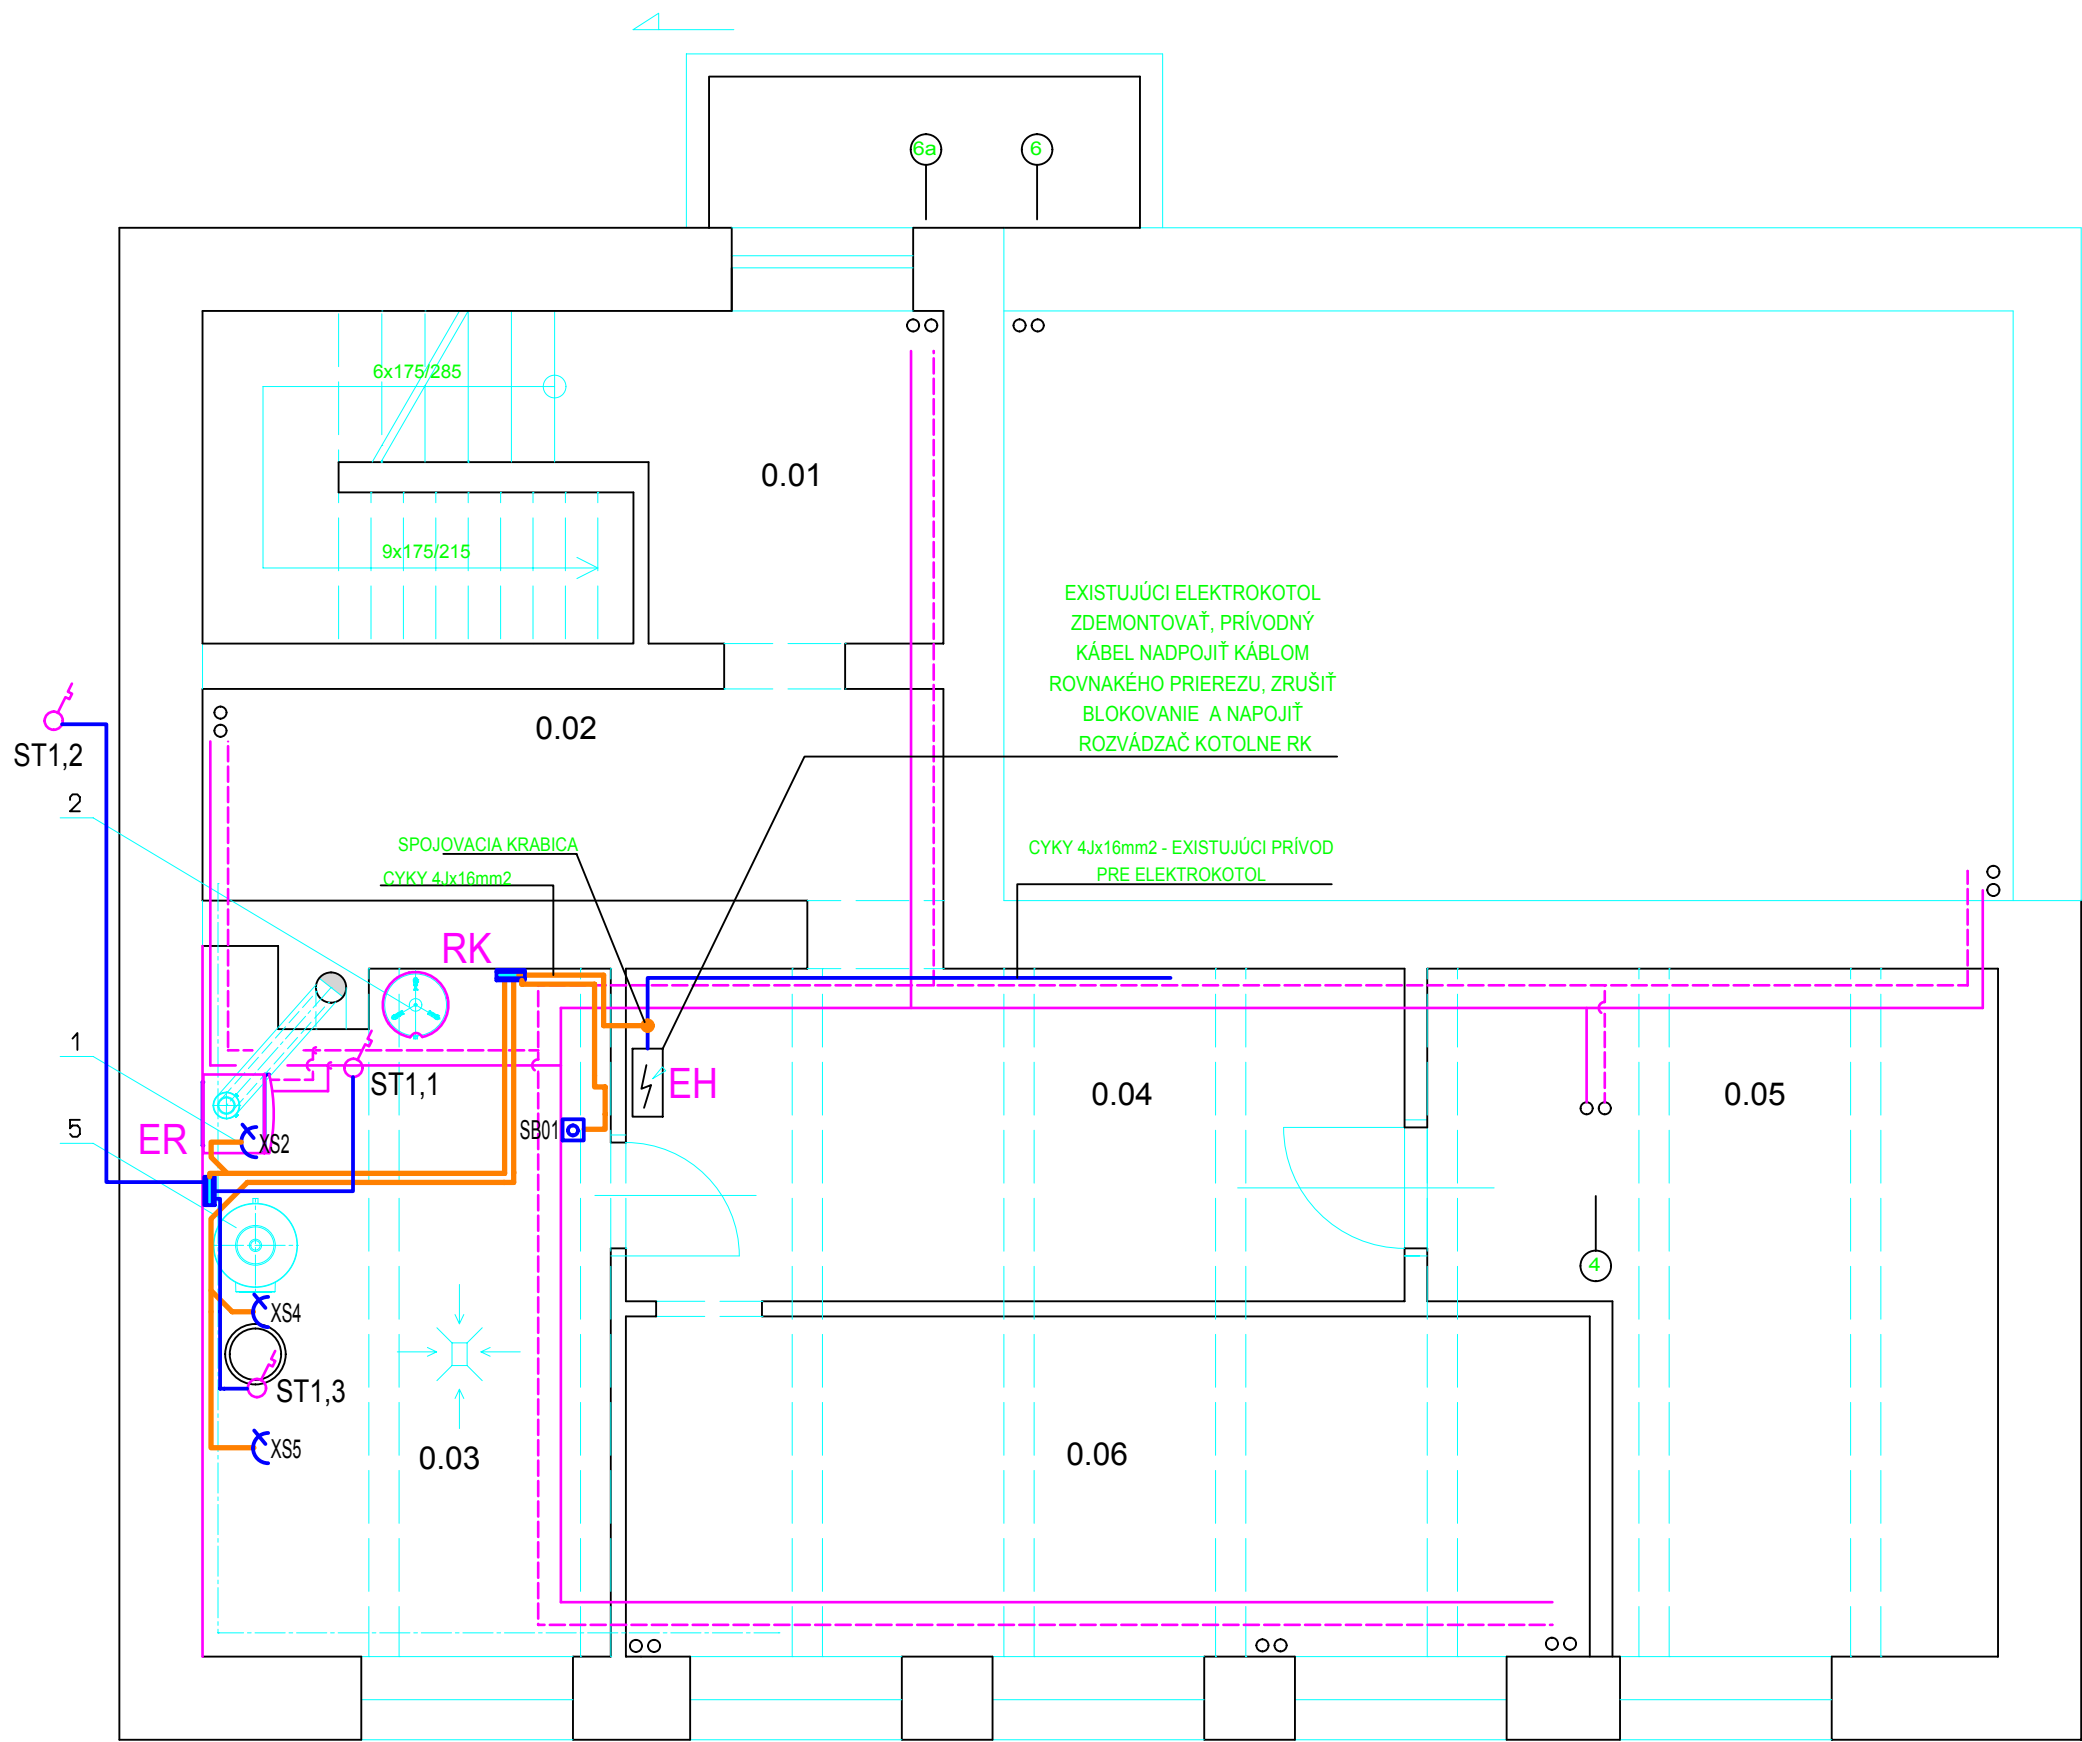 6a
6
6x175/285
0.01
9x175/215
EXISTUJÚCI ELEKTROKOTOL
ZDEMONTOVAŤ, PRÍVODNÝ
KÁBEL NADPOJIŤ KÁBLOM
ROVNAKÉHO PRIEREZU, ZRUŠIŤ
BLOKOVANIE A NAPOJIŤ
ROZVÁDZAČ KOTOLNE RK
0.02
ST1,2
2
SPOJOVACIA KRABICA
CYKY 4Jx16mm2
CYKY 4Jx16mm2 - EXISTUJÚCI PRÍVOD
PRE ELEKTROKOTOL
RK
1
ST1,1
EH
0.04
0.05
5
ER
XS2
SB01
4
XS4
ST1,3
XS5
0.03
0.06